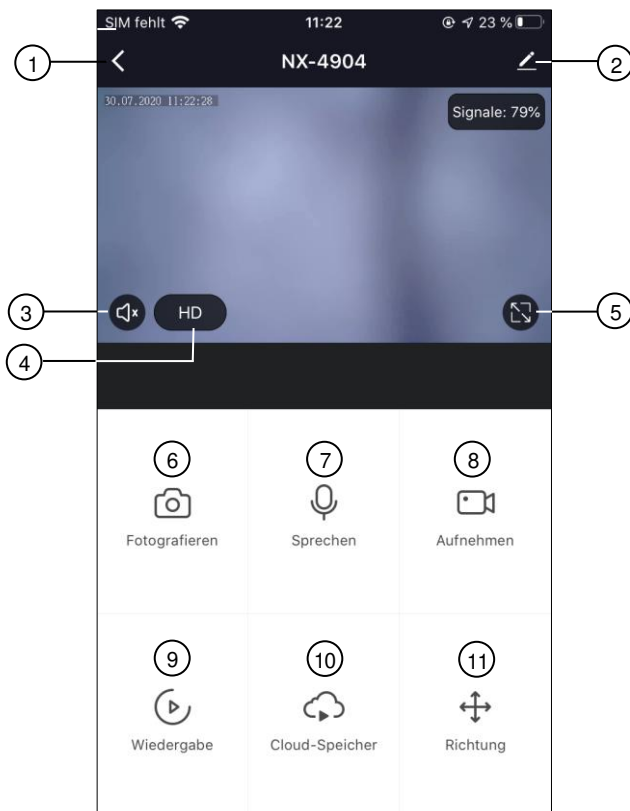 SIM fehlt 11:22 23 %
1 NX-4904 2
30.07.2020 11:22:28
Signale: 79%
3 HD 5
4
6 7 8
Fotografieren Sprechen Aufnehmen
9 10 11
Wiedergabe Cloud-Speicher Richtung